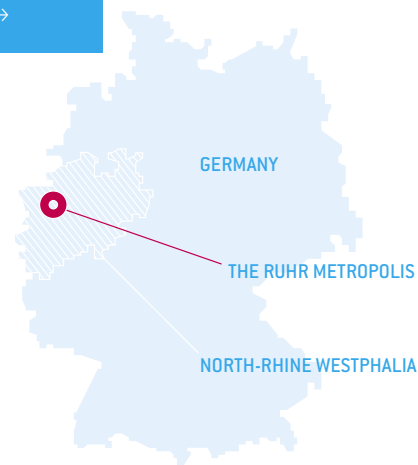 →
GERMANY
THE RUHR METROPOLIS
NORTH-RHINE WESTPHALIA